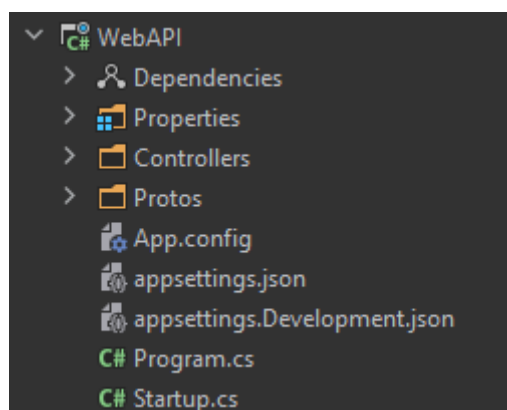 C# WebAPI
Dependencies
Properties
Controllers
Protos
App.config
appsettings.json
appsettings.Development.json
C# Program.cs
C# Startup.cs